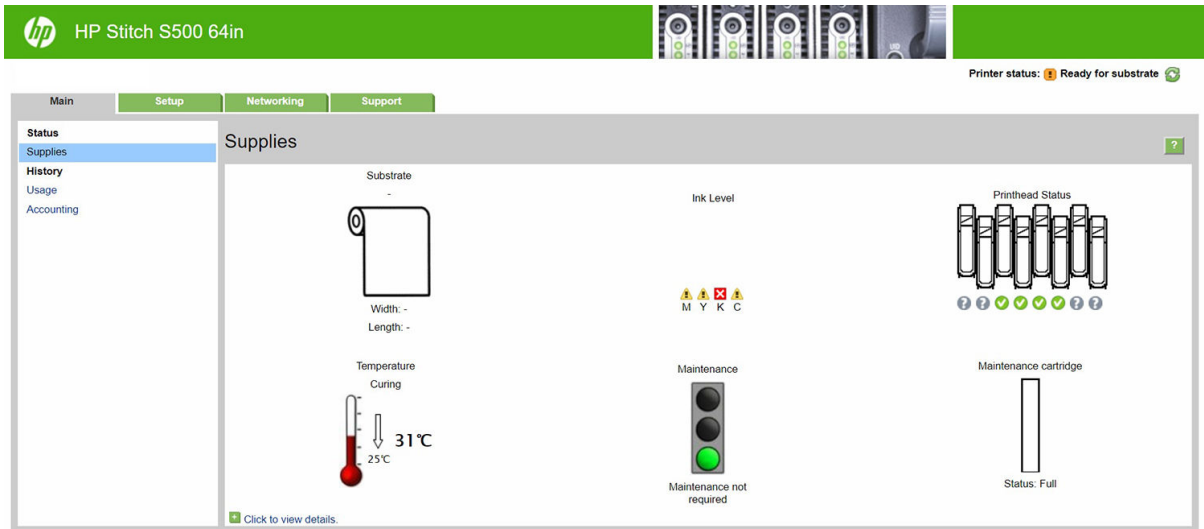 hp HP Stitch S500 64in
Printer status: Ready for substrate
Main Setup Networking Support
Status
Supplies
History
Usage
Accounting
Supplies
?
Substrate
-
Width: -
Length: -
Ink Level
M Y K C
Printhead Status
? ? ? ?
Temperature
Curing
31°C
25°C
Maintenance
Maintenance not
required
Maintenance cartridge
Status: Full
+ Click to view details.